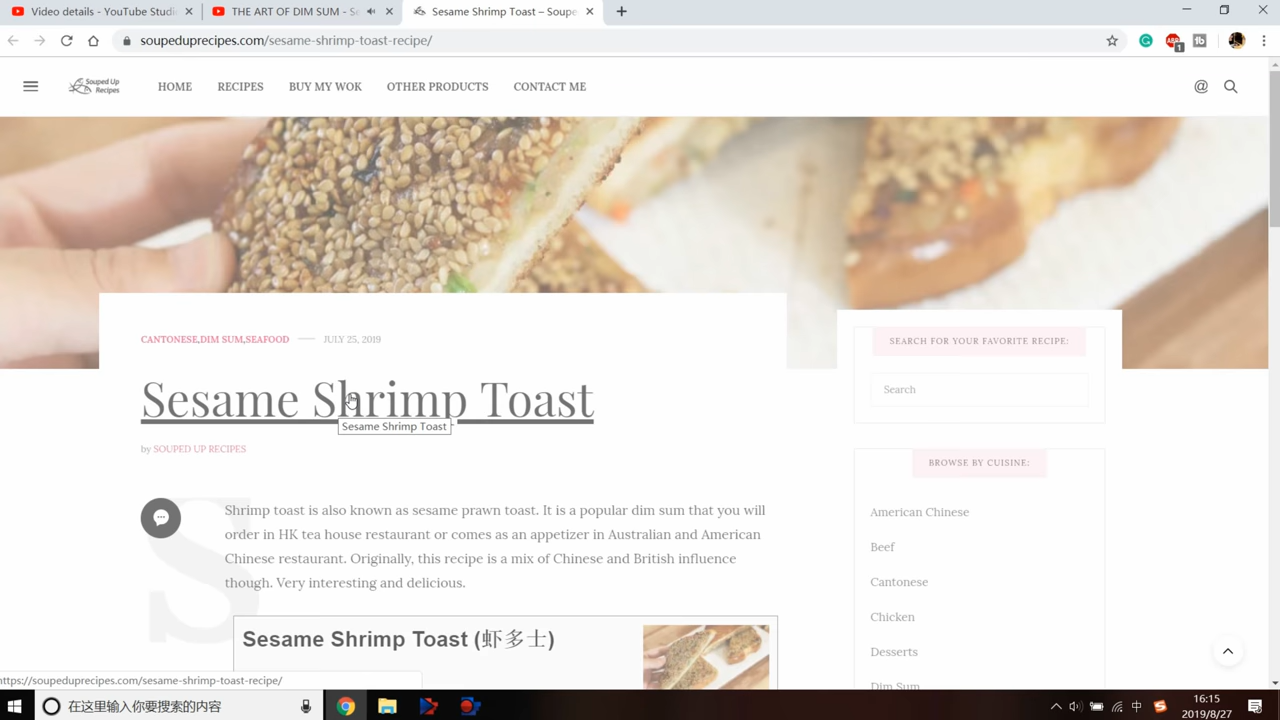 Video details - YouTube Studi
THE ART OF DIM SUM - Se
Sesame Shrimp Toast – Soupe
soupeduprecipes.com/sesame-shrimp-toast-recipe/
ABP
1
tb
Souped Up
Recipes
HOME
RECIPES
BUY MY WOK
OTHER PRODUCTS
CONTACT ME
@
CANTONESE,DIM SUM,SEAFOOD
JULY 25, 2019
Sesame Shrimp Toast
Sesame Shrimp Toast
by SOUPED UP RECIPES
S
Shrimp toast is also known as sesame prawn toast. It is a popular dim sum that you will
order in HK tea house restaurant or comes as an appetizer in Australian and American
Chinese restaurant. Originally, this recipe is a mix of Chinese and British influence
though. Very interesting and delicious.
Sesame Shrimp Toast (虾多士)
SEARCH FOR YOUR FAVORITE RECIPE:
Search
BROWSE BY CUISINE:
American Chinese
Beef
Cantonese
Chicken
Desserts
Dim Sum
https://soupeduprecipes.com/sesame-shrimp-toast-recipe/
在这里输入你要搜索的内容
中
S
16:15
2019/8/27